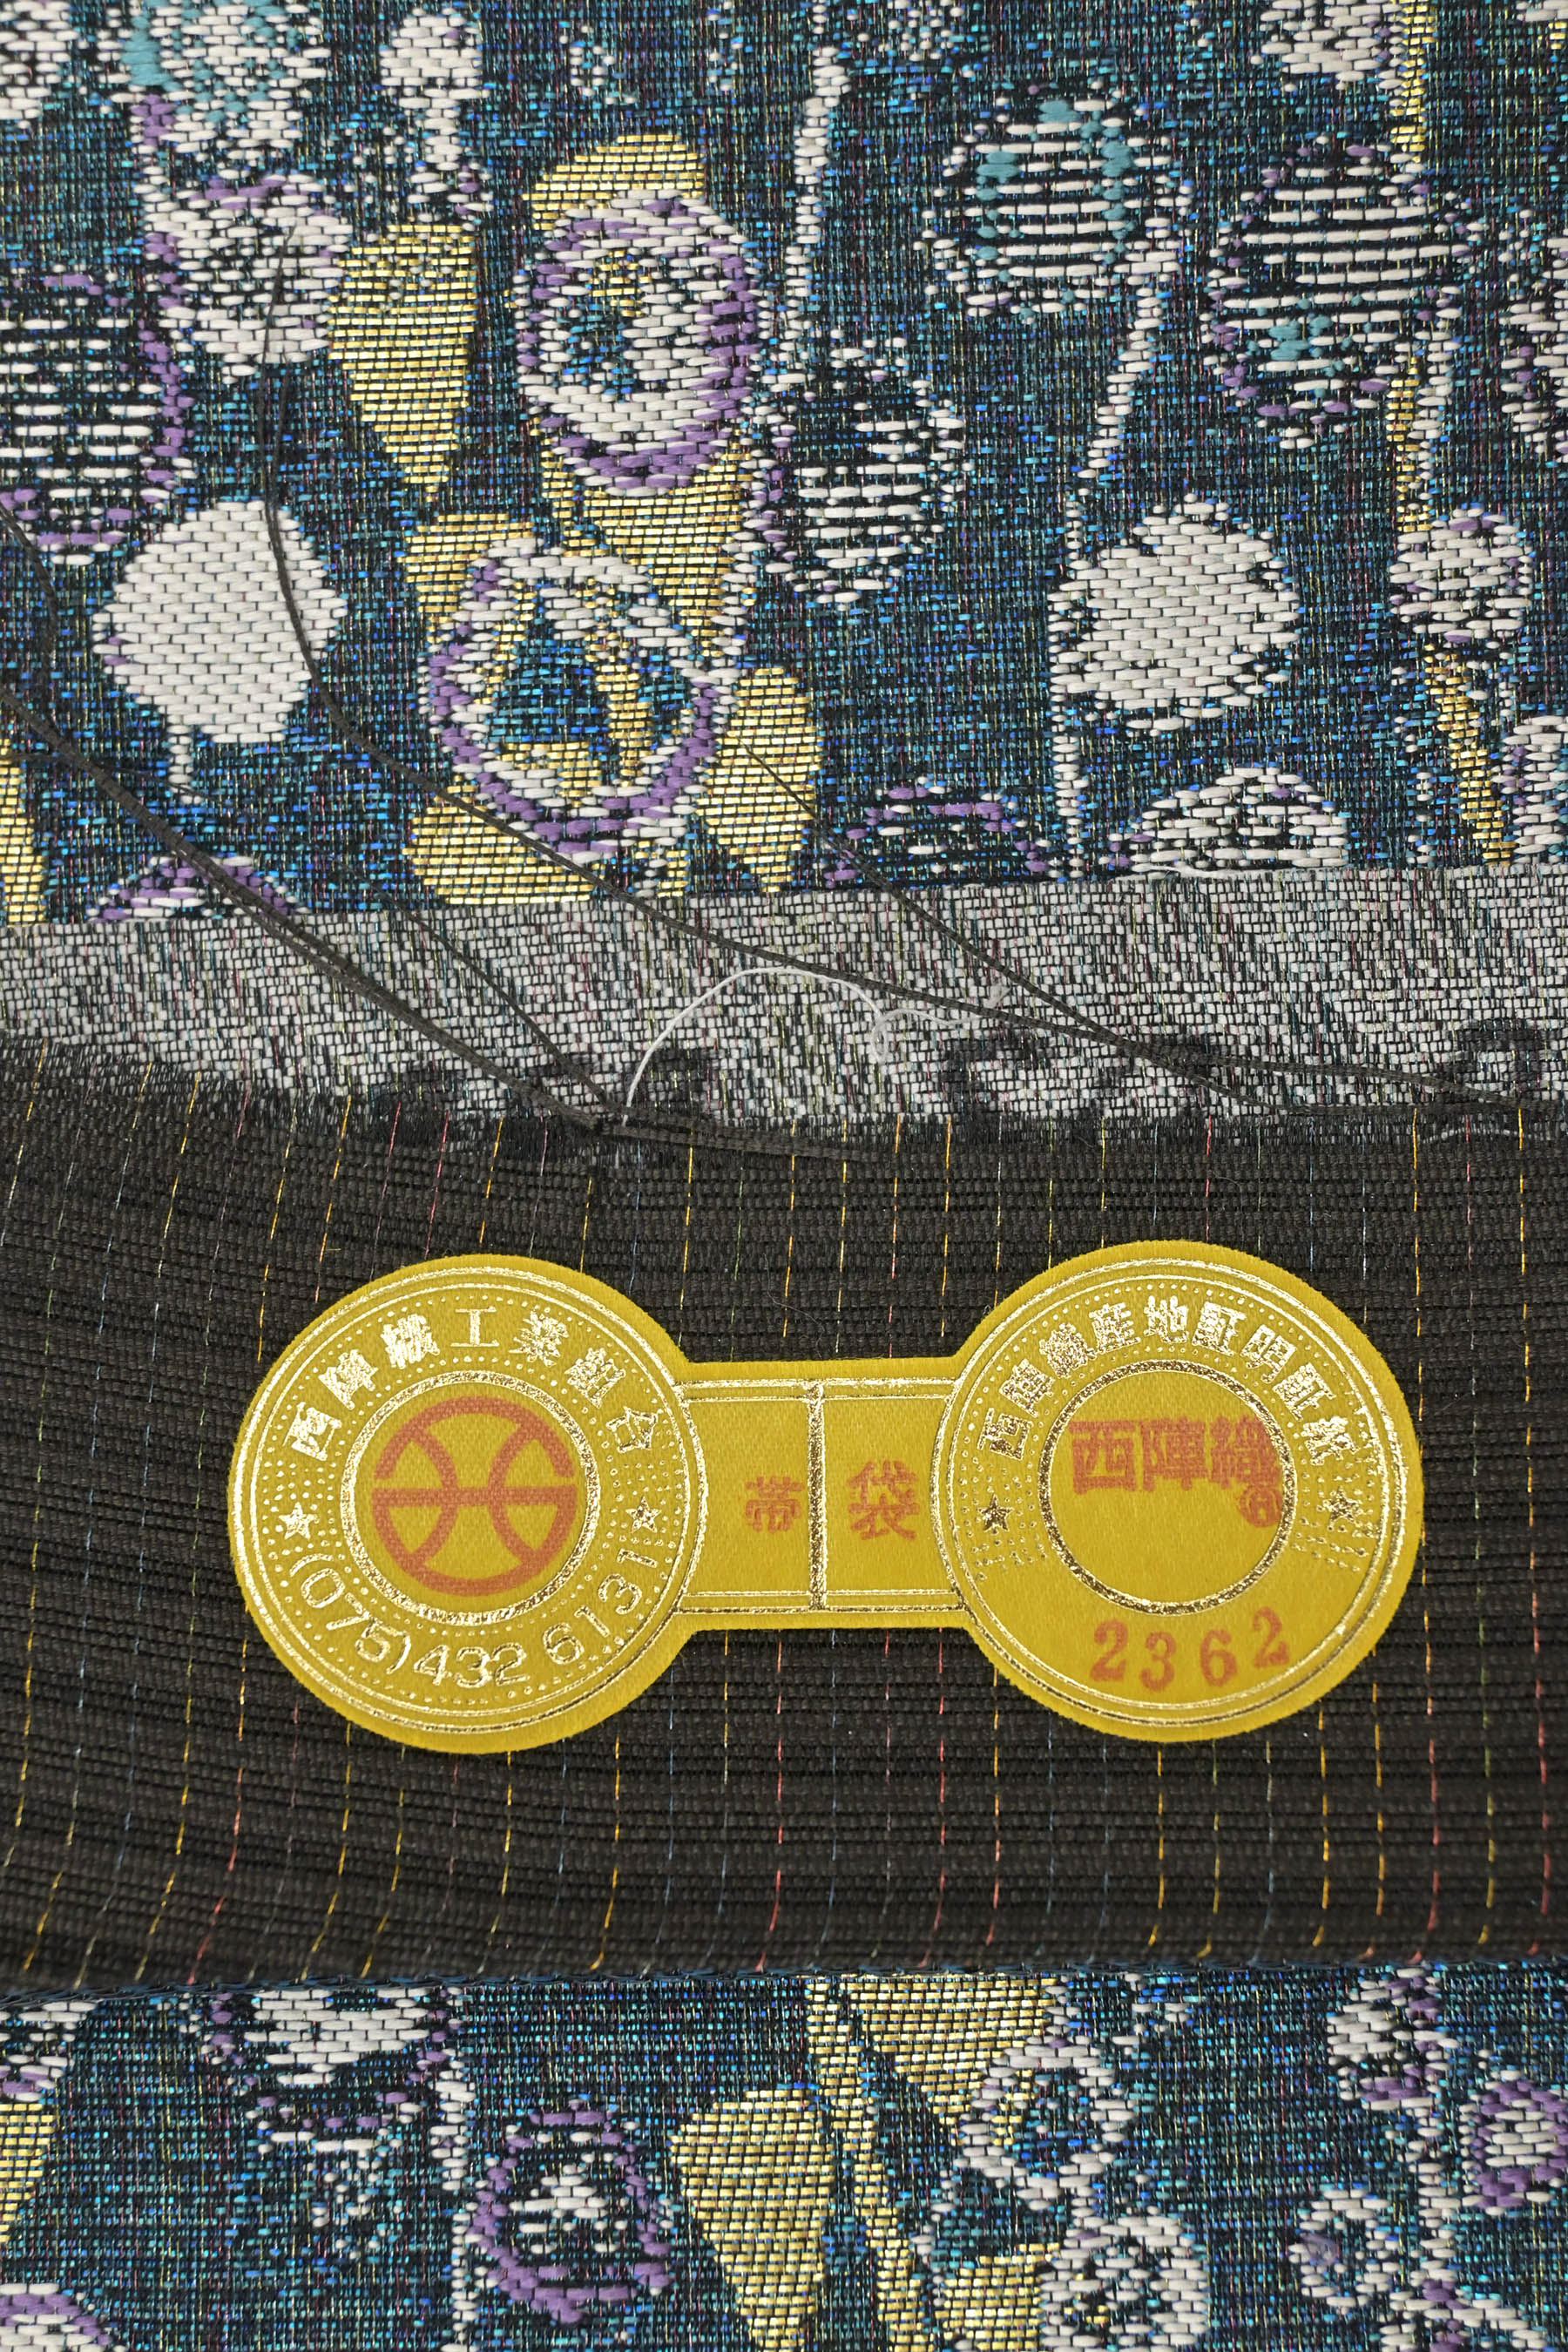 西陣織工業組合
(075)432 6131
帯 袋
西陣織産地証明証紙
西陣織®
2362